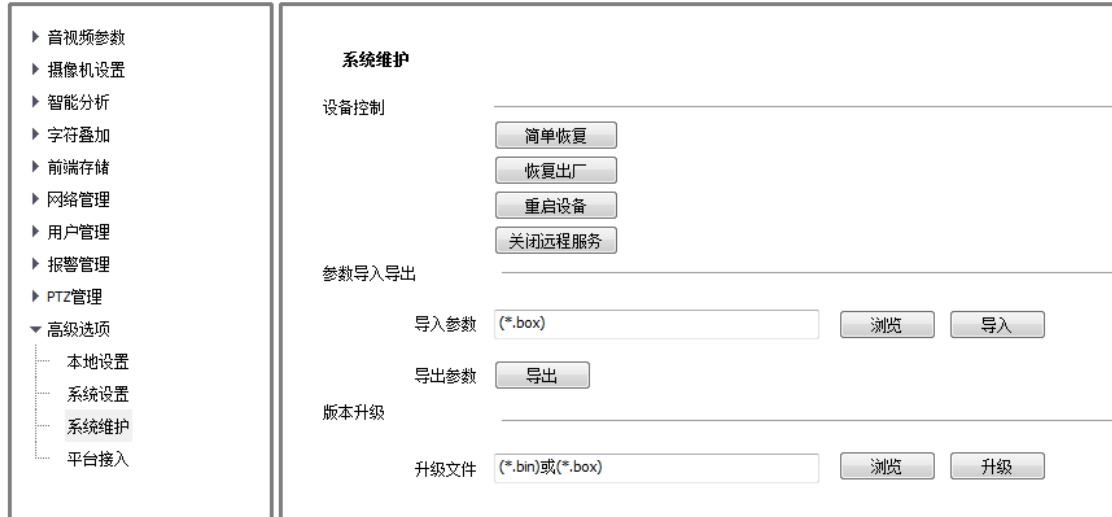 音视频参数
摄像机设置
智能分析
字符叠加
前端存储
网络管理
用户管理
报警管理
PTZ管理
高级选项
本地设置
系统设置
系统维护
平台接入
系统维护
设备控制
简单恢复
恢复出厂
重启设备
关闭远程服务
参数导入导出
导入参数 (*.box) 浏览 导入
导出参数 导出
版本升级
升级文件 (*.bin)或(*.box) 浏览 升级